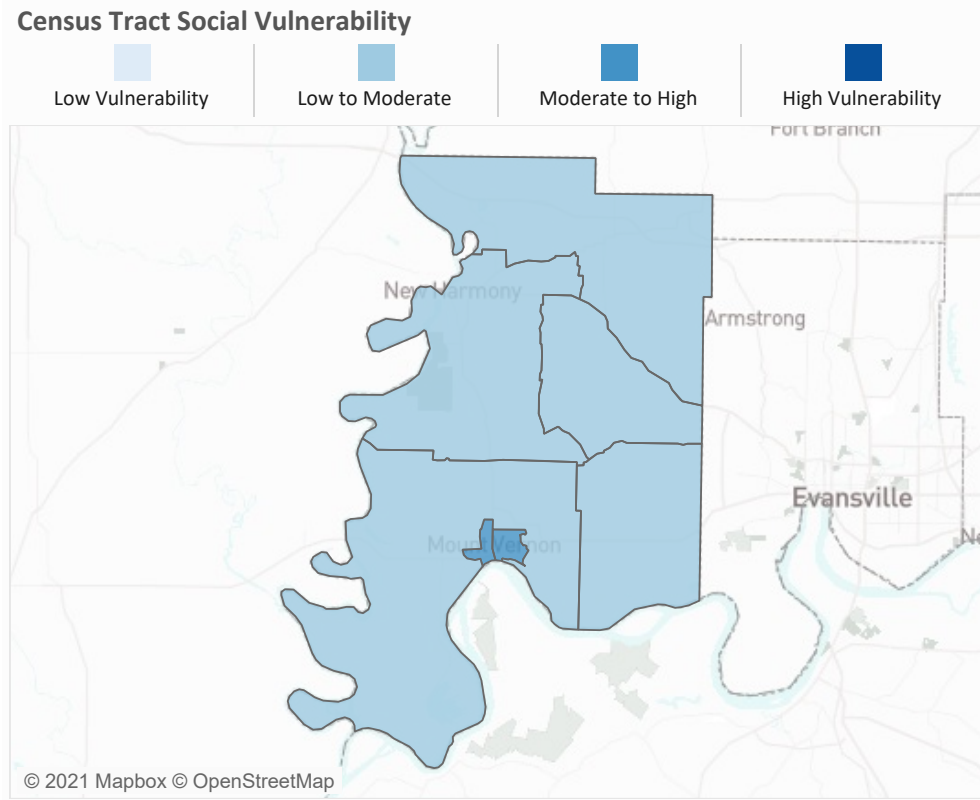 Census Tract Social Vulnerability
Low Vulnerability
Low to Moderate
Moderate to High
High Vulnerability
Fort Branch
New Harmony
Armstrong
Evansville
Mount Vernon
© 2021 Mapbox © OpenStreetMap